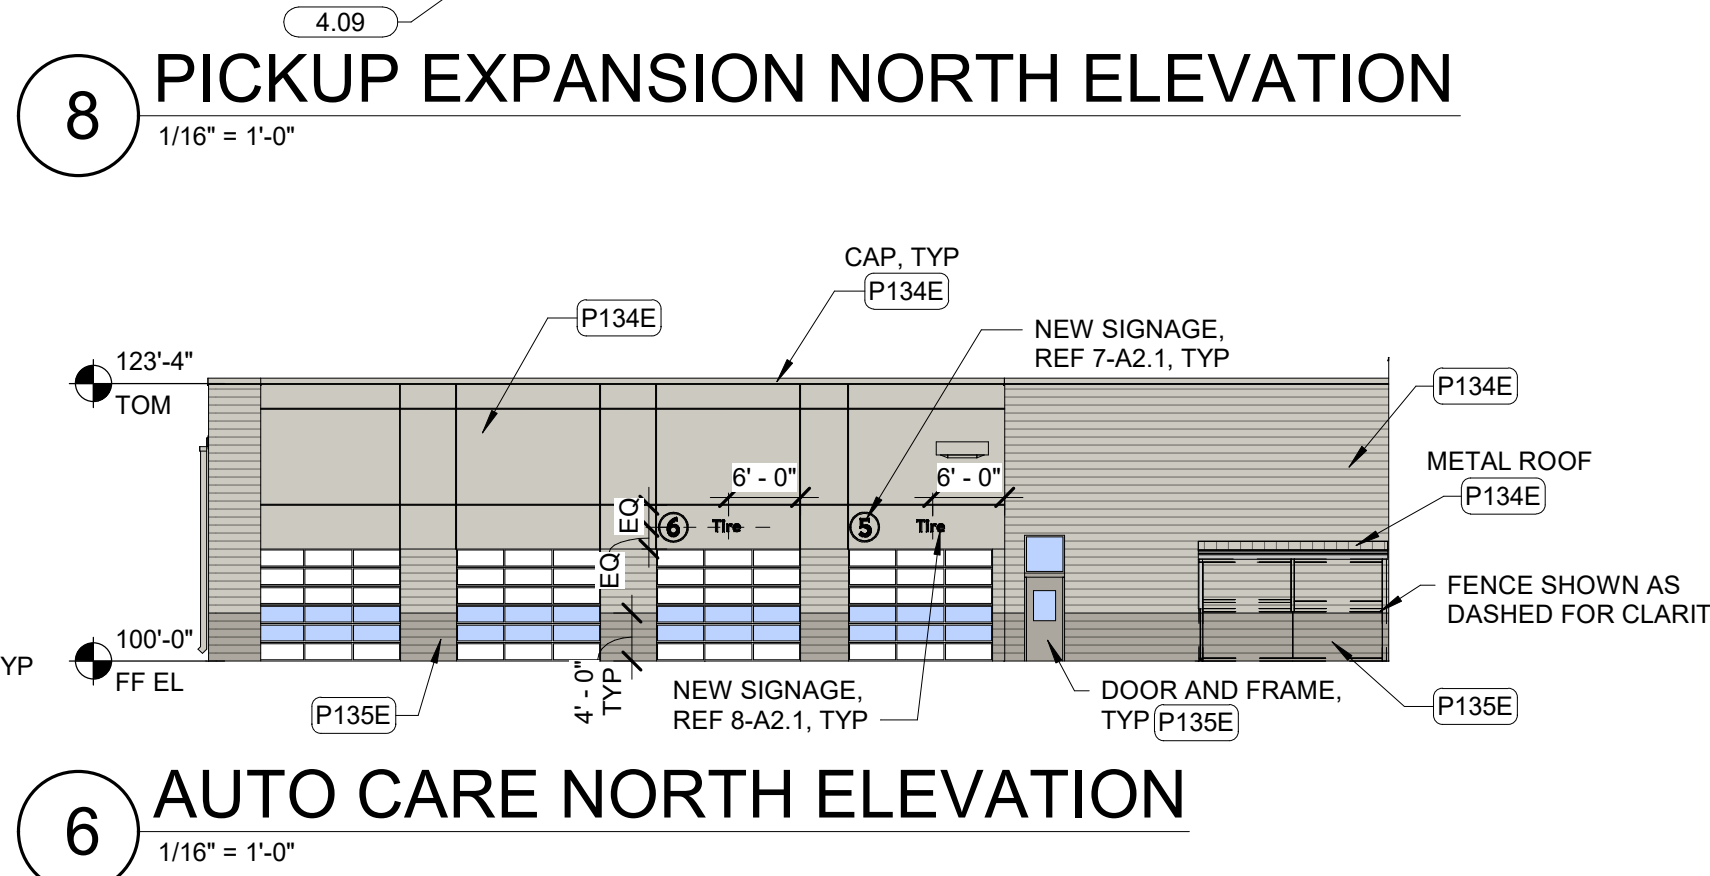 4.09
8
PICKUP EXPANSION NORTH ELEVATION
1/16" = 1'-0"
CAP, TYP
P134E
P134E
NEW SIGNAGE,
REF 7-A2.1, TYP
123'-4"
TOM
P134E
METAL ROOF
P134E
6' - 0"
6' - 0"
EQ
EQ
6
Tire
5
Tire
FENCE SHOWN AS
DASHED FOR CLARIT
100'-0"
FF EL
YP
P135E
4' - 0"
TYP
NEW SIGNAGE,
REF 8-A2.1, TYP
DOOR AND FRAME,
TYP P135E
P135E
6
AUTO CARE NORTH ELEVATION
1/16" = 1'-0"